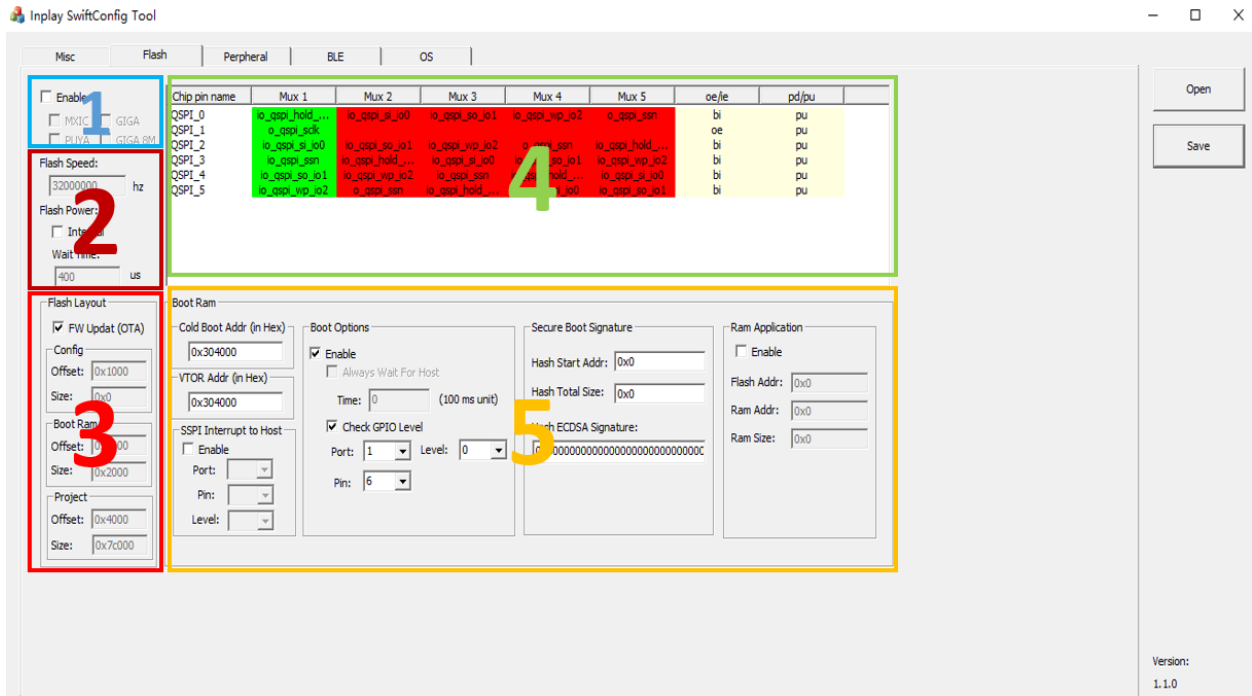 Inplay SwiftConfig Tool
Misc Flash Perpheral BLE OS
Enable
MXIC GIGA
PUYA GIGA 8M
1
Flash Speed:
32000000 hz
Flash Power:
Wait Time:
400 us
2
Flash Layout
FW Updat (OTA)
Config
Offset: 0x1000
Size: 0x0
Boot Ram
Offset:
Size: 0x2000
Project
Offset: 0x4000
Size: 0x7c000
3
Chip pin name Mux 1 Mux 2 Mux 3 Mux 4 Mux 5 oe/ie pd/pu
QSPI_0 io_qspi_hold_... io_qspi_si_io0 io_qspi_so_io1 io_qspi_wp_io2 o_qspi_ssn bi pu
QSPI_1 o_qspi_sclk oe pu
QSPI_2 io_qspi_si_io0 io_qspi_so_io1 io_qspi_wp_io2 o_qspi_ssn io_qspi_hold_... bi pu
QSPI_3 io_qspi_ssn io_qspi_hold_... io_qspi_si_io0 io_qspi_so_io1 io_qspi_wp_io2 bi pu
QSPI_4 io_qspi_so_io1 io_qspi_wp_io2 io_qspi_ssn io_qspi_si_io0 bi pu
QSPI_5 io_qspi_wp_io2 o_qspi_ssn io_qspi_hold_... io_qspi_so_io1 bi pu
4
Boot Ram
Cold Boot Addr (in Hex)
0x304000
VTOR Addr (in Hex)
0x304000
SSPI Interrupt to Host
Enable
Port:
Pin:
Level:
Boot Options
Enable
Always Wait For Host
Time: 0 (100 ms unit)
Check GPIO Level
Port: 1 Level: 0
Pin: 6
Secure Boot Signature
Hash Start Addr: 0x0
Hash Total Size: 0x0
Hash ECDSA Signature:
5
Ram Application
Enable
Flash Addr: 0x0
Ram Addr: 0x0
Ram Size: 0x0
Open
Save
Version:
1.1.0